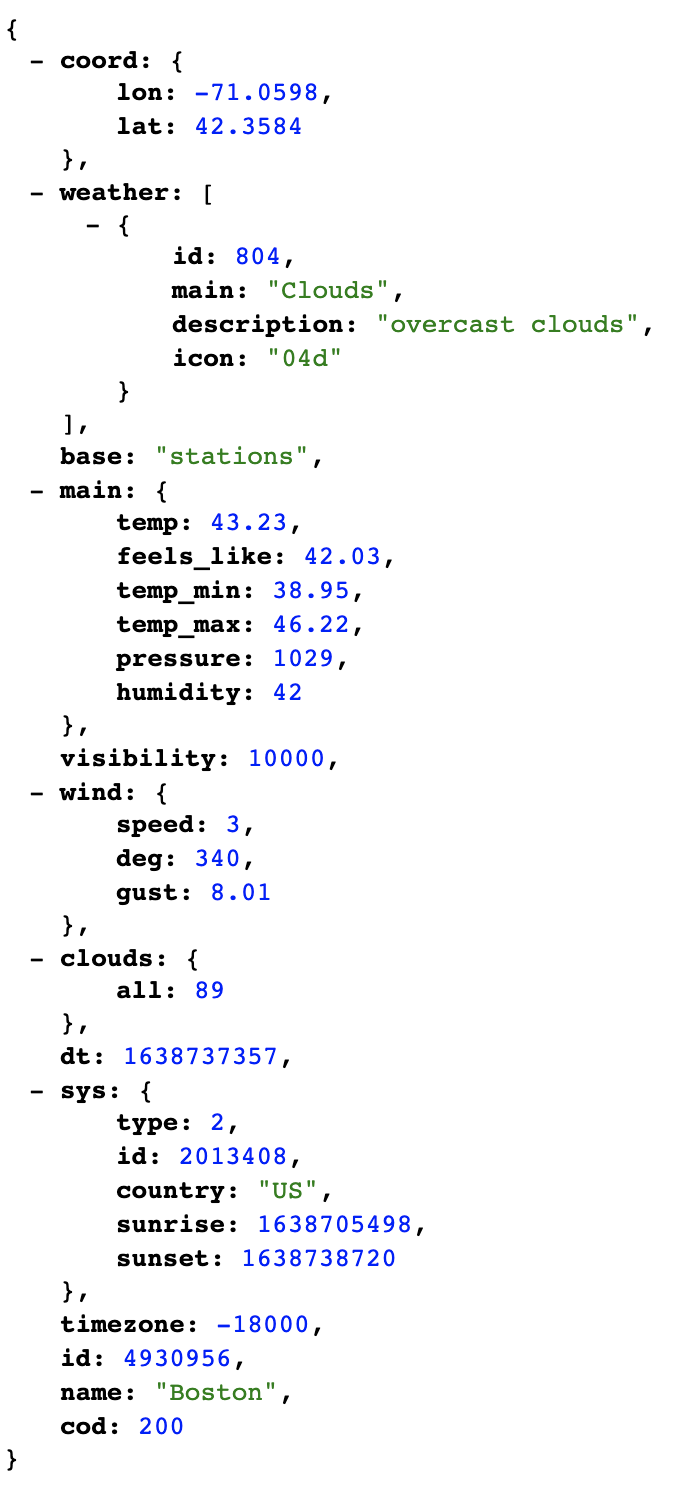 {
- coord: {
lon: -71.0598,
lat: 42.3584
},
- weather: [
- {
id: 804,
main: "Clouds",
description: "overcast clouds",
icon: "04d"
}
],
base: "stations",
- main: {
temp: 43.23,
feels_like: 42.03,
temp_min: 38.95,
temp_max: 46.22,
pressure: 1029,
humidity: 42
},
visibility: 10000,
- wind: {
speed: 3,
deg: 340,
gust: 8.01
},
- clouds: {
all: 89
},
dt: 1638737357,
- sys: {
type: 2,
id: 2013408,
country: "US",
sunrise: 1638705498,
sunset: 1638738720
},
timezone: -18000,
id: 4930956,
name: "Boston",
cod: 200
}